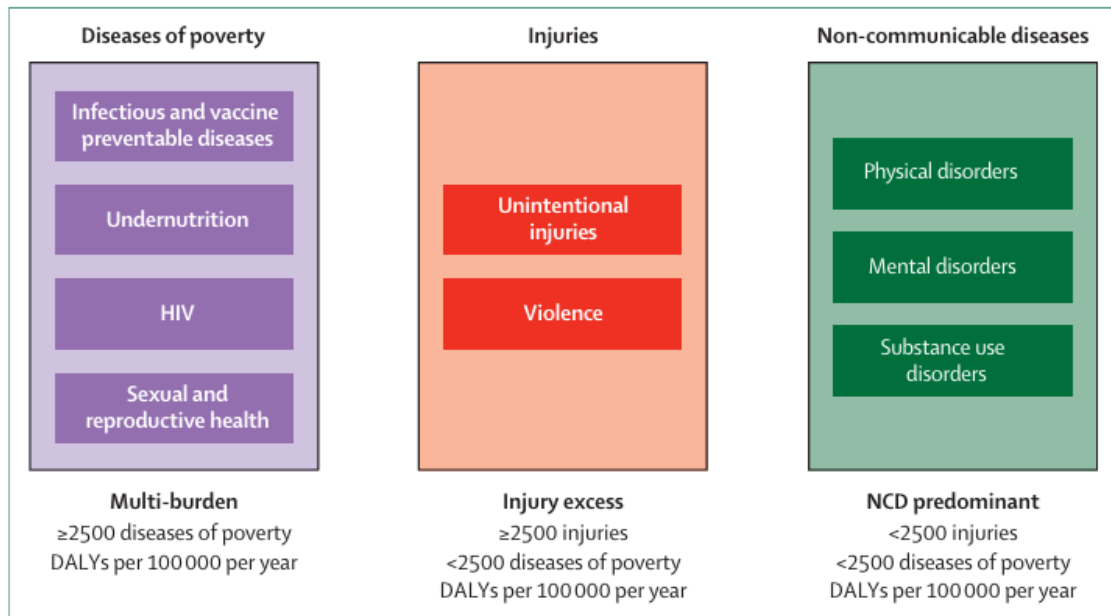 Diseases of poverty
Infectious and vaccine
preventable diseases
Undernutrition
HIV
Sexual and
reproductive health
Multi-burden
≥2500 diseases of poverty
DALYs per 100 000 per year
Injuries
Unintentional
injuries
Violence
Injury excess
≥2500 injuries
<2500 diseases of poverty
DALYs per 100 000 per year
Non-communicable diseases
Physical disorders
Mental disorders
Substance use
disorders
NCD predominant
<2500 injuries
<2500 diseases of poverty
DALYs per 100 000 per year